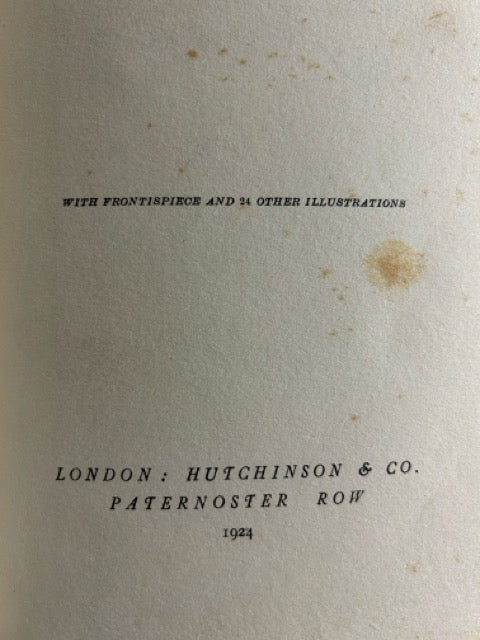 WITH FRONTISPIECE AND 24 OTHER ILLUSTRATIONS
LONDON: HUTCHINSON & CO.
PATERNOSTER ROW
1924